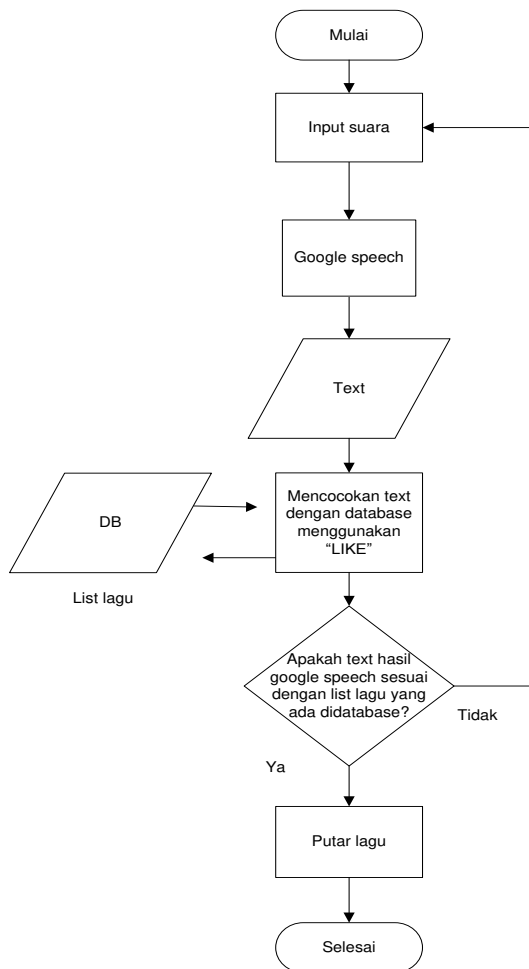 Mulai
Input suara
Google speech
Text
DB
List lagu
Mencocokan text
dengan database
menggunakan
“LIKE”
Apakah text hasil
google speech sesuai
dengan list lagu yang
ada didatabase?
Tidak
Ya
Putar lagu
Selesai